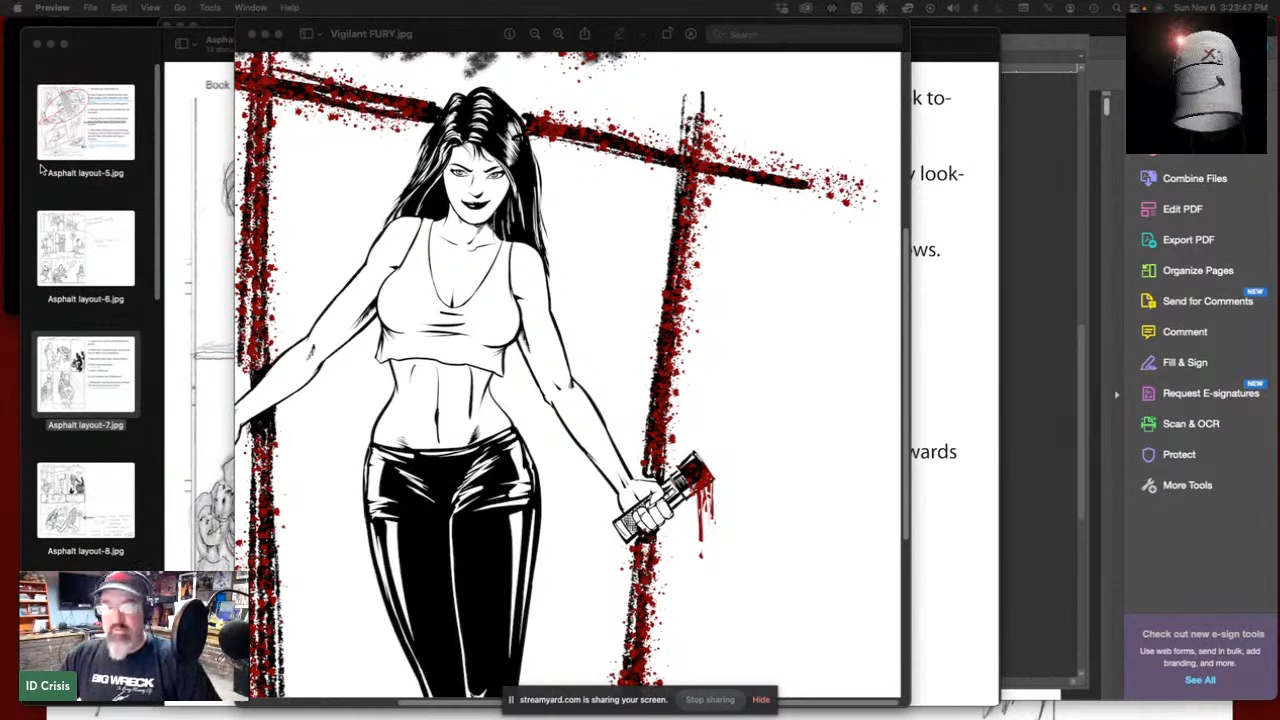 Preview File Edit View Go Tools Window Help
Sun Nov 6 3:23:47 PM
Vigilant FURY.jpg
Search
Aspha
Book
Asphalt layout-5.jpg
Asphalt layout-6.jpg
Asphalt layout-7.jpg
Asphalt layout-8.jpg
k to-
look-
ows.
wards
Combine Files
Edit PDF
Export PDF
Organize Pages
NEW
Send for Comments
Comment
Fill & Sign
NEW
Request E-signatures
Scan & OCR
Protect
More Tools
Check out new e-sign tools
Use web forms, send in bulk, add
branding, and more.
See All
BIG WRECK
ID Crisis
streamyard.com is sharing your screen.
Stop sharing
Hide
X